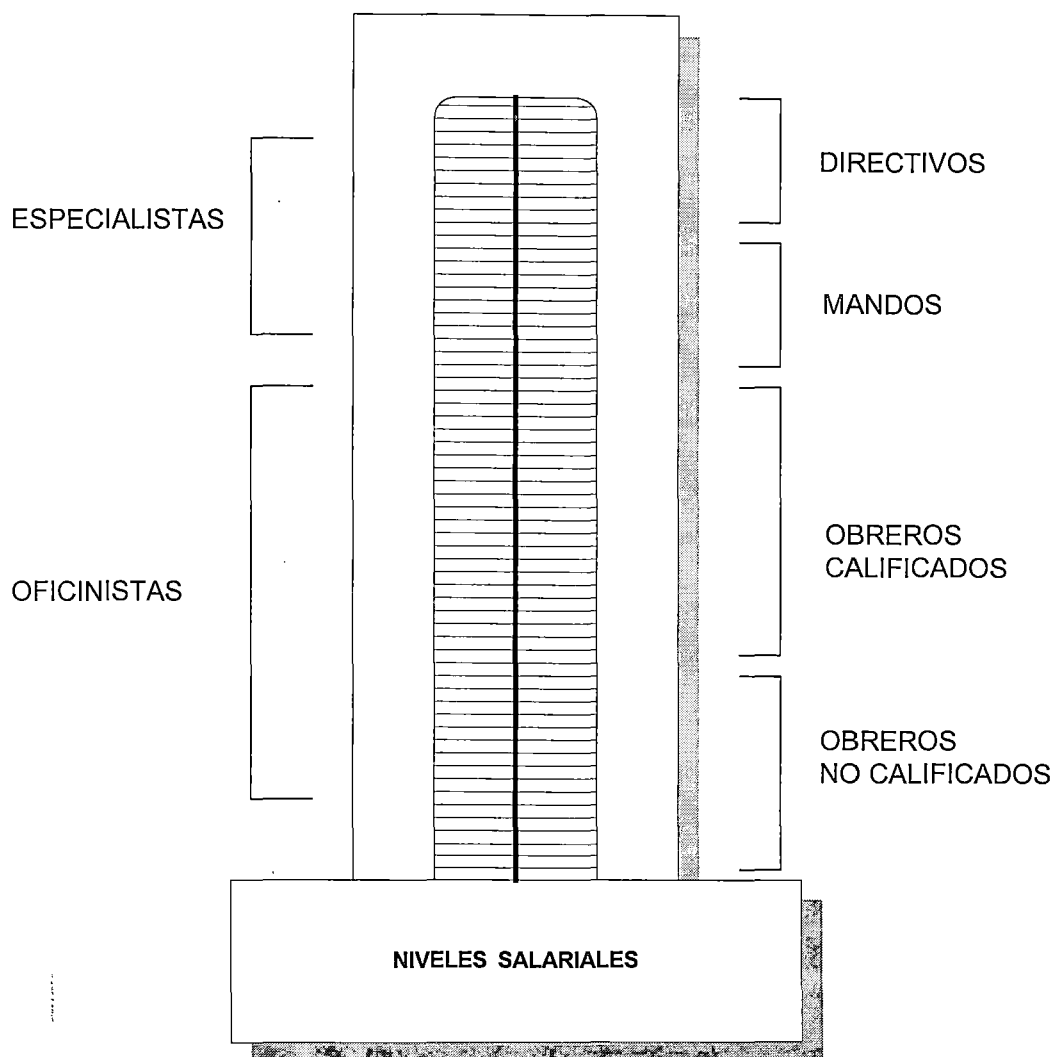 DIRECTIVOS
ESPECIALISTAS
MANDOS
OBREROS
CALIFICADOS
OFICINISTAS
OBREROS
NO CALIFICADOS
NIVELES SALARIALES